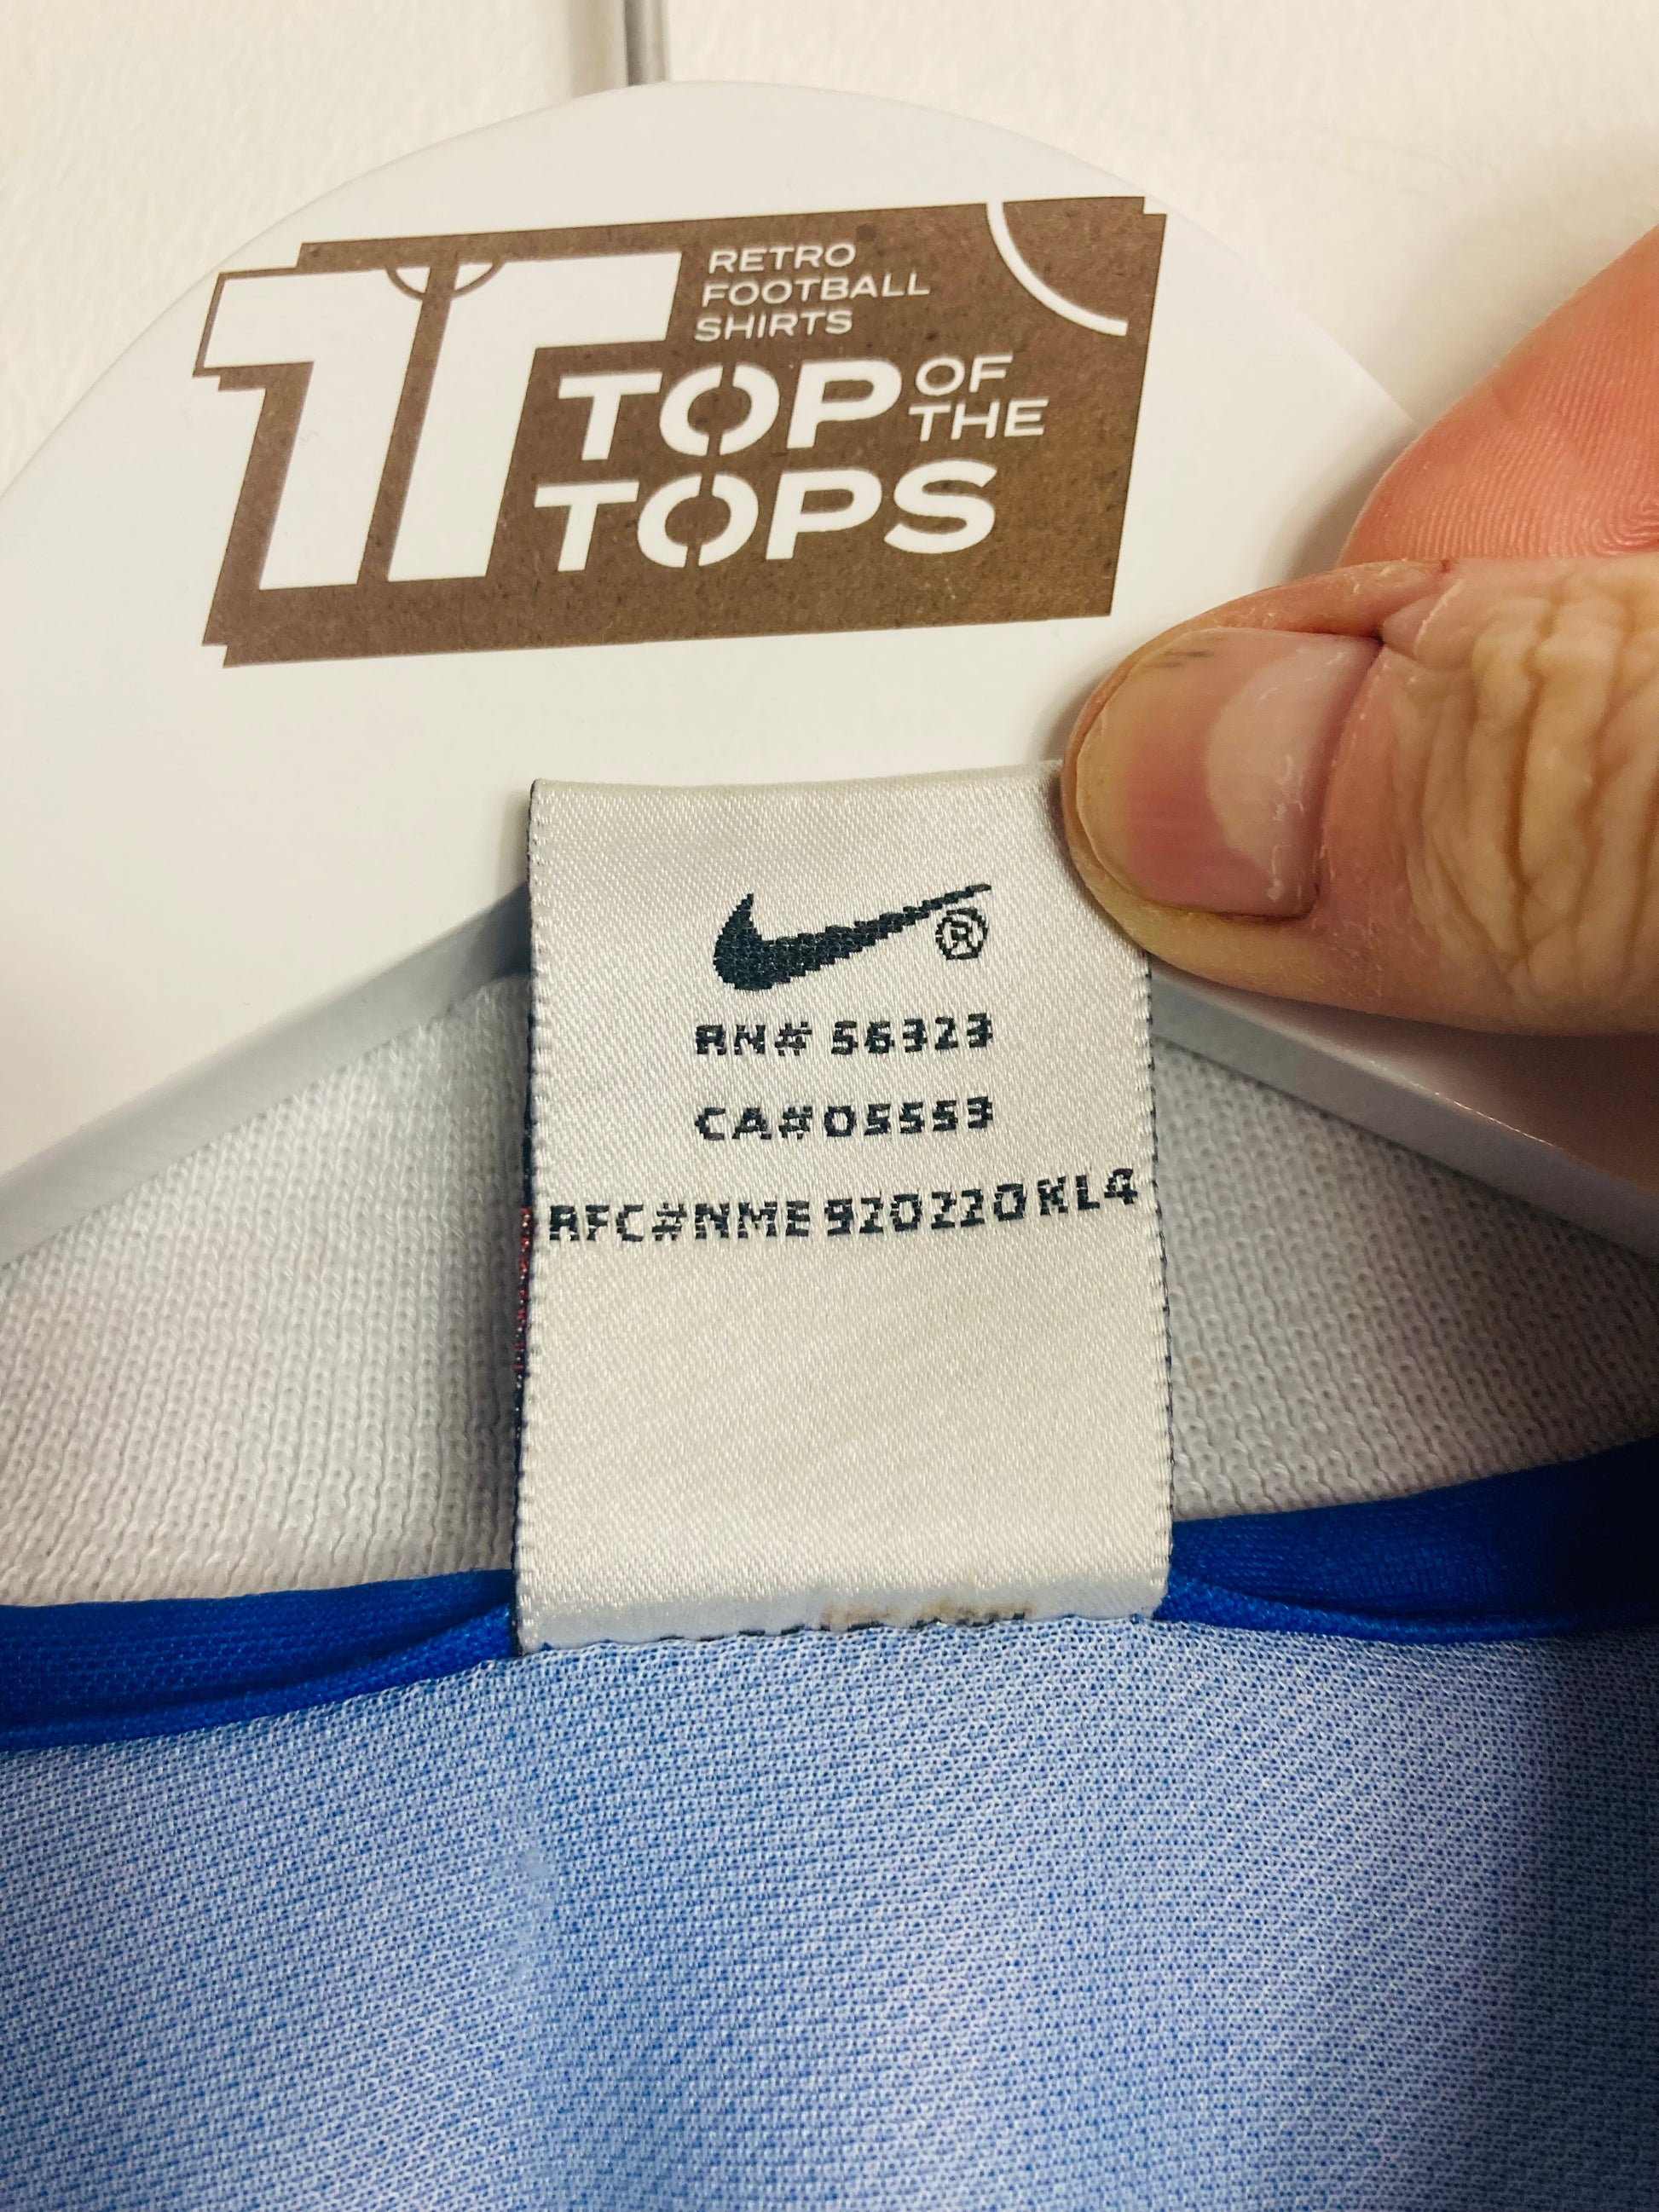 RETRO
FOOTBALL
SHIRTS
TOP OF THE
TOPS
®
RN# 56323
CA#05553
RFC#NME920220KL4